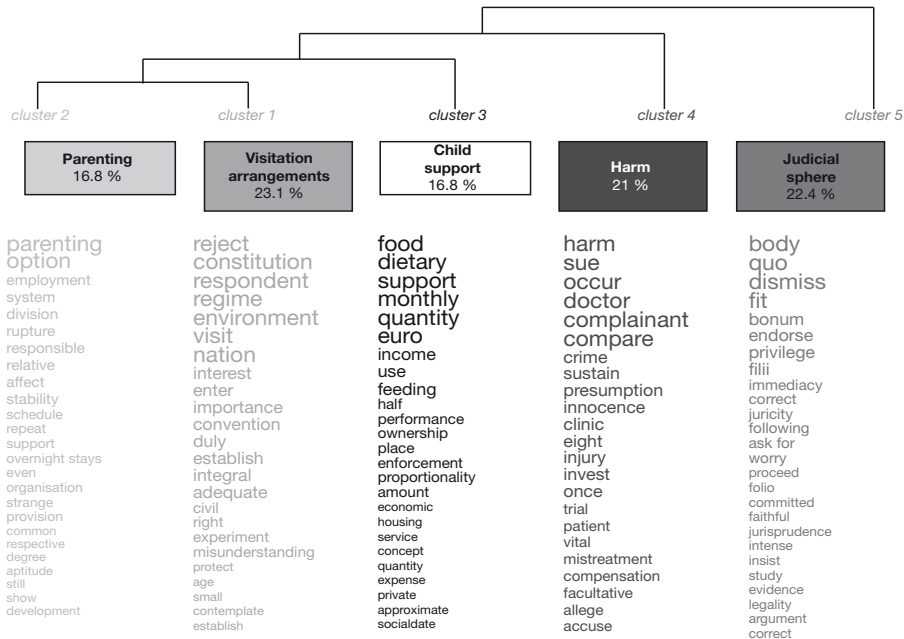 cluster 2
cluster 1
cluster 3
cluster 4
cluster 5
Parenting
16.8 %
Visitation
arrangements
23.1 %
Child
support
16.8 %
Harm
21 %
Judicial
sphere
22.4 %
parenting
option
employment
system
division
rupture
responsible
relative
affect
stability
schedule
repeat
support
overnight stays
even
organisation
strange
provision
common
respective
degree
aptitude
still
show
development
reject
constitution
respondent
regime
environment
visit
nation
interest
enter
importance
convention
duly
establish
integral
adequate
civil
right
experiment
misunderstanding
protect
age
small
contemplate
establish
food
dietary
support
monthly
quantity
euro
income
use
feeding
half
performance
ownership
place
enforcement
proportionality
amount
economic
housing
service
concept
quantity
expense
private
approximate
socialdate
harm
sue
occur
doctor
complainant
compare
crime
sustain
presumption
innocence
clinic
eight
injury
invest
once
trial
patient
vital
mistreatment
compensation
facultative
allege
accuse
body
quo
dismiss
fit
bonum
endorse
privilege
filii
immediacy
correct
juricity
following
ask for
worry
proceed
folio
committed
faithful
jurisprudence
intense
insist
study
evidence
legality
argument
correct